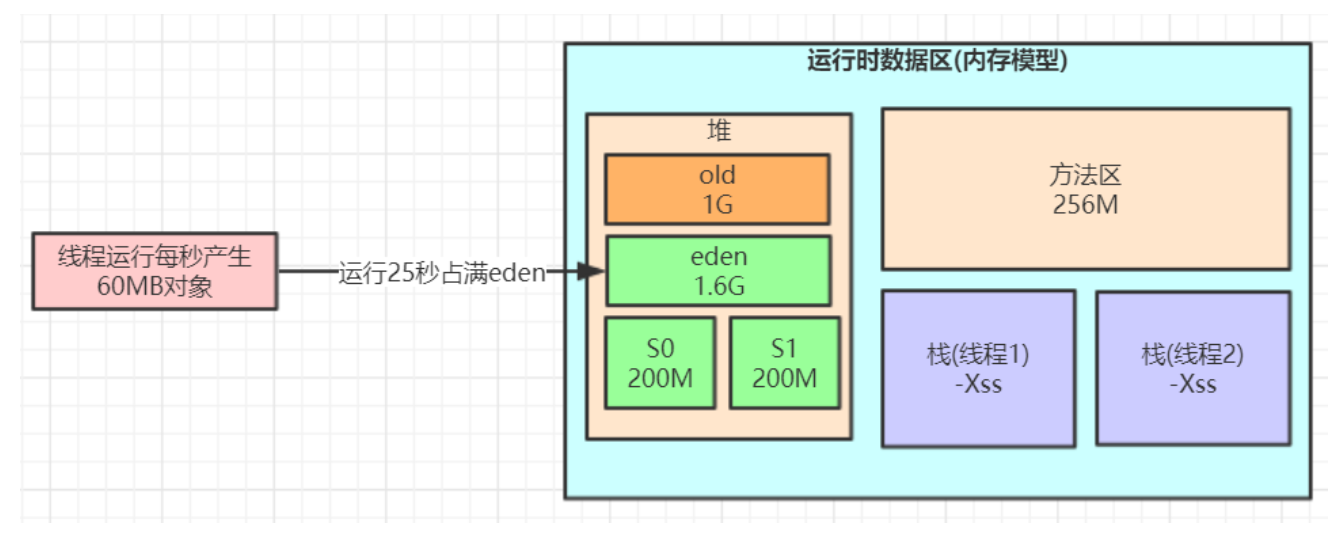 运行时数据区(内存模型)
堆
old
1G
方法区
256M
线程运行每秒产生
60MB对象
运行25秒占满eden
eden
1.6G
S0
200M
S1
200M
栈(线程1)
-Xss
栈(线程2)
-Xss